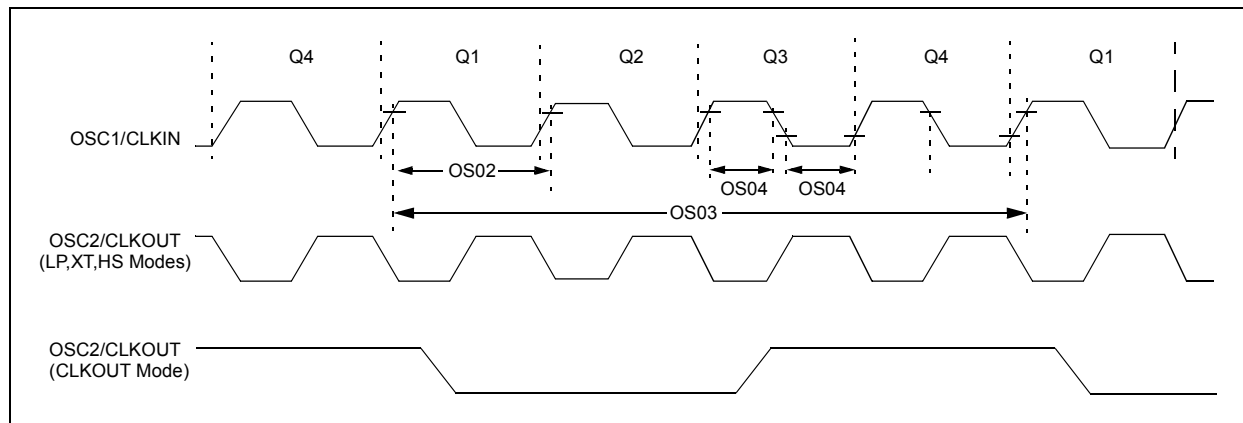 Q4 Q1 Q2 Q3 Q4 Q1
OSC1/CLKIN
OS02
OS04 OS04
OS03
OSC2/CLKOUT
(LP,XT,HS Modes)
OSC2/CLKOUT
(CLKOUT Mode)